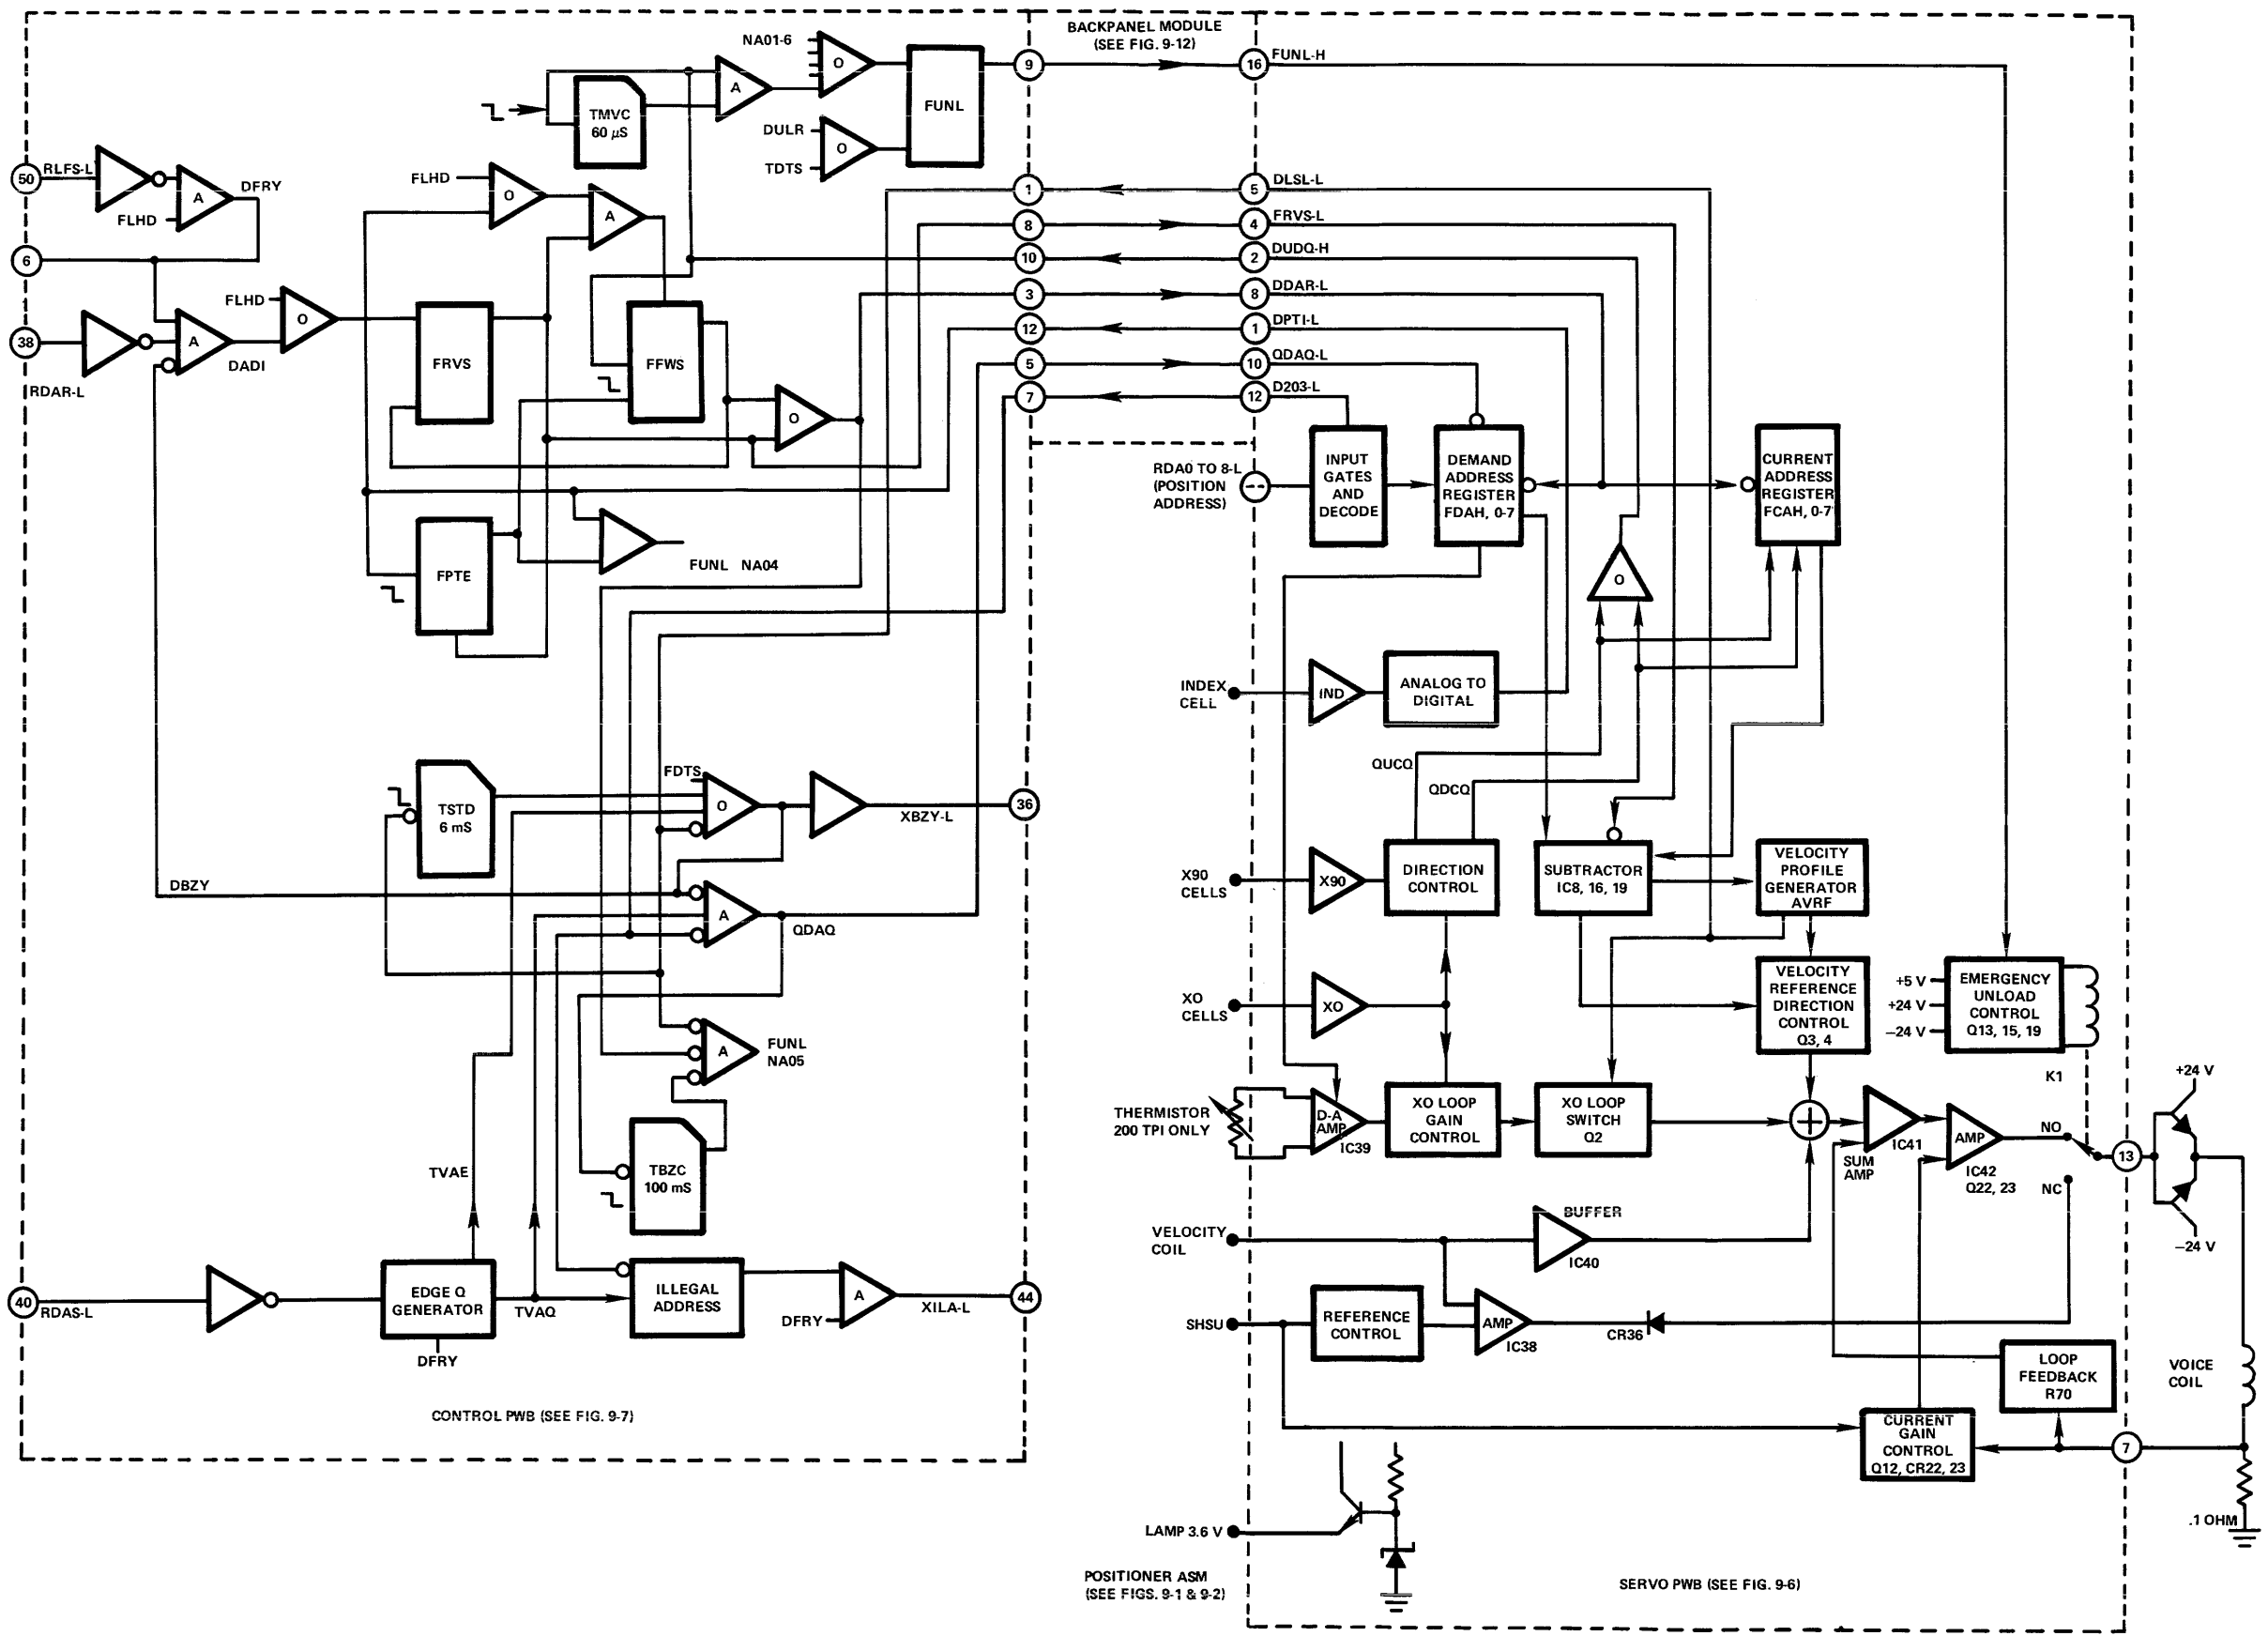 BACKPANEL MODULE
(SEE FIG. 9-12)
NA01-6
O
A
TMVC
60 µS
FUNL
9
16
FUNL-H
DULR
TDTS
O
50
RLFS-L
A
DFRY
FLHD
FLHD
O
A
1
5
DLSL-L
8
4
FRVS-L
6
10
2
DUDQ-H
FLHD
O
3
8
DDAR-L
38
A
DADI
RDAR-L
12
1
DPTI-L
FRVS
FFWS
5
10
QDAQ-L
7
12
D203-L
O
RDA0 TO 8-L
(POSITION
ADDRESS)
--
INPUT
GATES
AND
DECODE
DEMAND
ADDRESS
REGISTER
FDAH, 0-7
CURRENT
ADDRESS
REGISTER
FCAH, 0-7
FPTE
FUNL NA04
O
INDEX
CELL
IND
ANALOG TO
DIGITAL
QUCQ
QDCQ
TSTD
6 mS
FDTS
O
XBZY-L
36
DBZY
A
QDAQ
X90
CELLS
X90
DIRECTION
CONTROL
SUBTRACTOR
IC8, 16, 19
VELOCITY
PROFILE
GENERATOR
AVRF
XO
CELLS
XO
VELOCITY
REFERENCE
DIRECTION
CONTROL
Q3, 4
+5 V
+24 V
–24 V
EMERGENCY
UNLOAD
CONTROL
Q13, 15, 19
K1
A
FUNL
NA05
THERMISTOR
200 TPI ONLY
D-A
AMP
IC39
XO LOOP
GAIN
CONTROL
XO LOOP
SWITCH
Q2
SUM
AMP
IC41
AMP
IC42
Q22, 23
NO
NC
13
+24 V
–24 V
TVAE
TBZC
100 mS
VELOCITY
COIL
BUFFER
IC40
40
RDAS-L
EDGE Q
GENERATOR
DFRY
TVAQ
ILLEGAL
ADDRESS
DFRY
A
XILA-L
44
SHSU
REFERENCE
CONTROL
AMP
IC38
CR36
LOOP
FEEDBACK
R70
VOICE
COIL
CURRENT
GAIN
CONTROL
Q12, CR22, 23
7
.1 OHM
CONTROL PWB (SEE FIG. 9-7)
LAMP 3.6 V
POSITIONER ASM
(SEE FIGS. 9-1 & 9-2)
SERVO PWB (SEE FIG. 9-6)